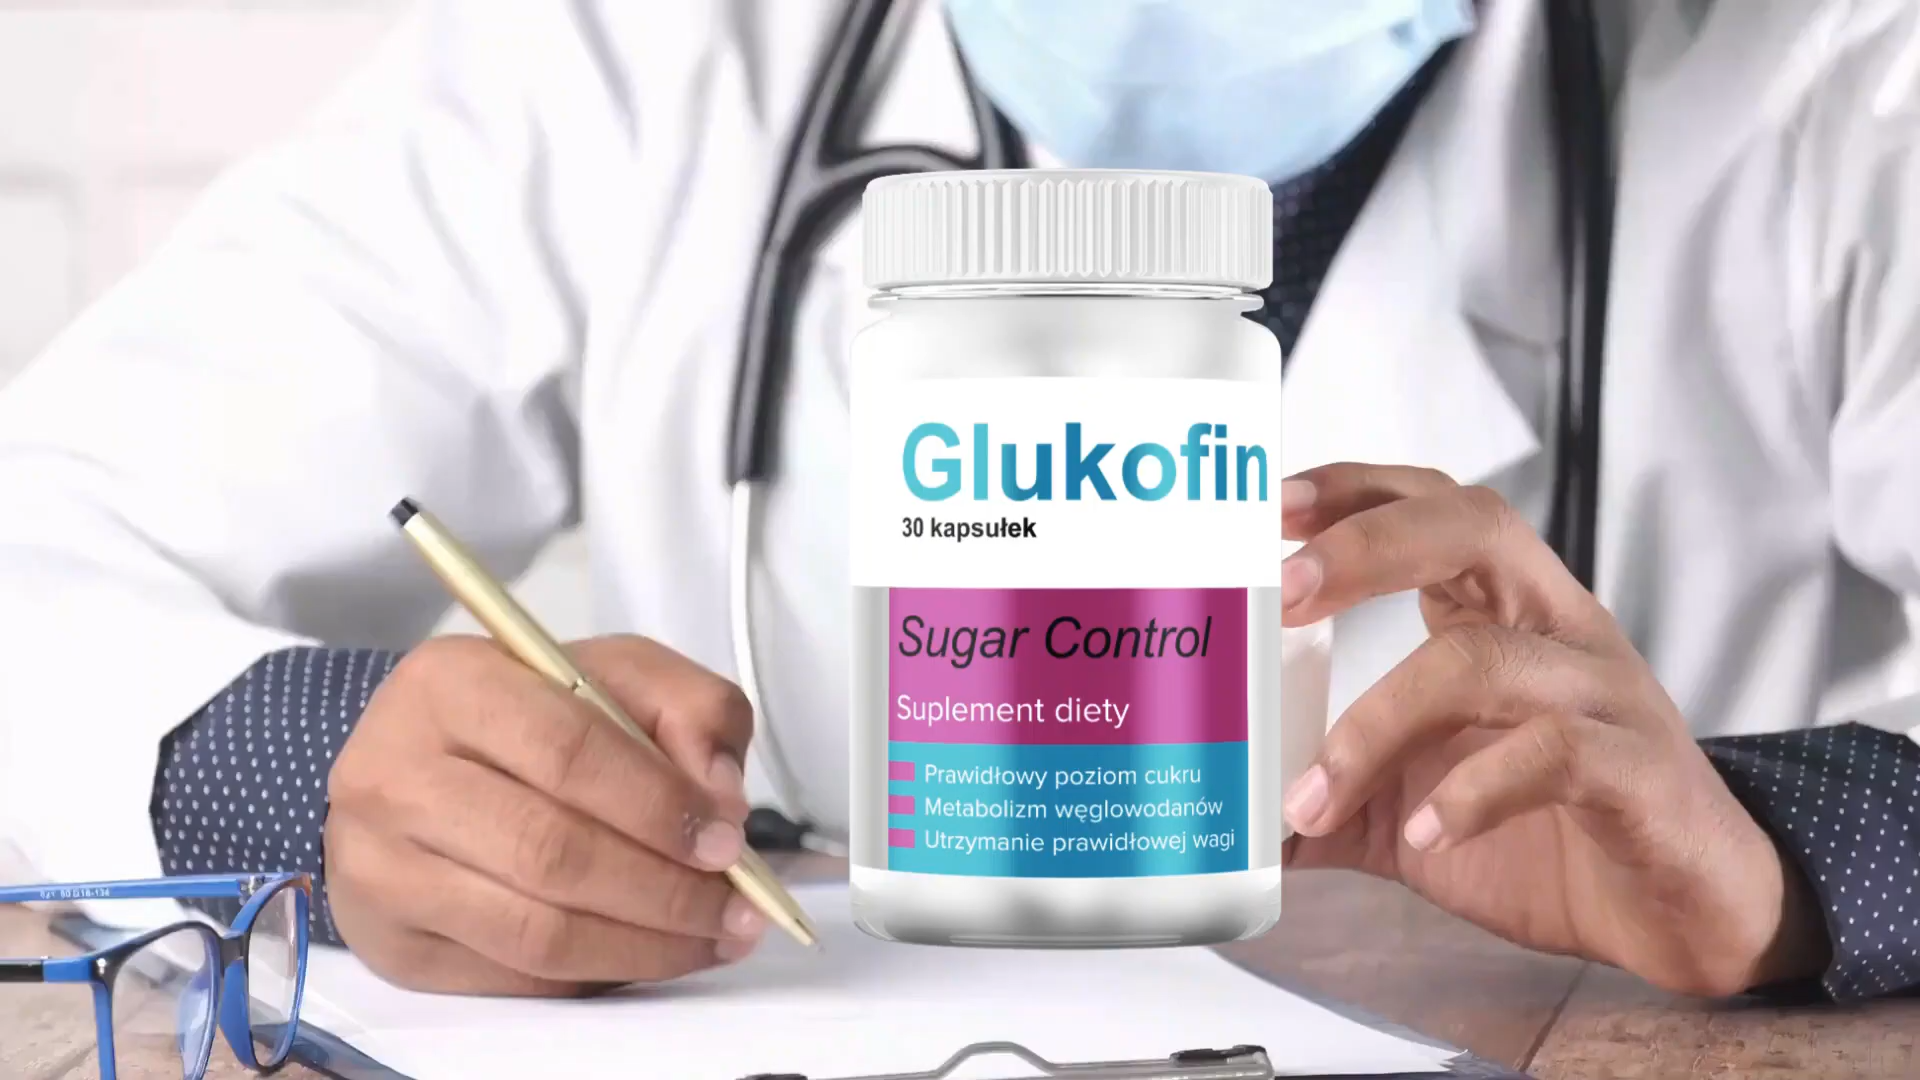 Glukofin
30 kapsułek
Sugar Control
Suplement diety
Prawidłowy poziom cukru
Metabolizm węglowodanów
Utrzymanie prawidłowej wagi